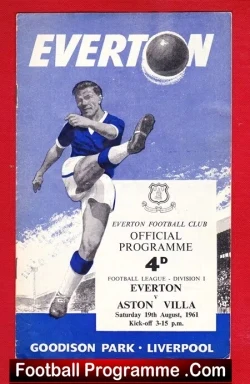 EVERTON
EVERTON FOOTBALL CLUB
OFFICIAL
PROGRAMME
4D
FOOTBALL LEAGUE - DIVISION 1
EVERTON
v
ASTON VILLA
Saturday 19th August, 1961
Kick-off 3-15 p.m.
GOODISON PARK · LIVERPOOL
Football Programme .Com